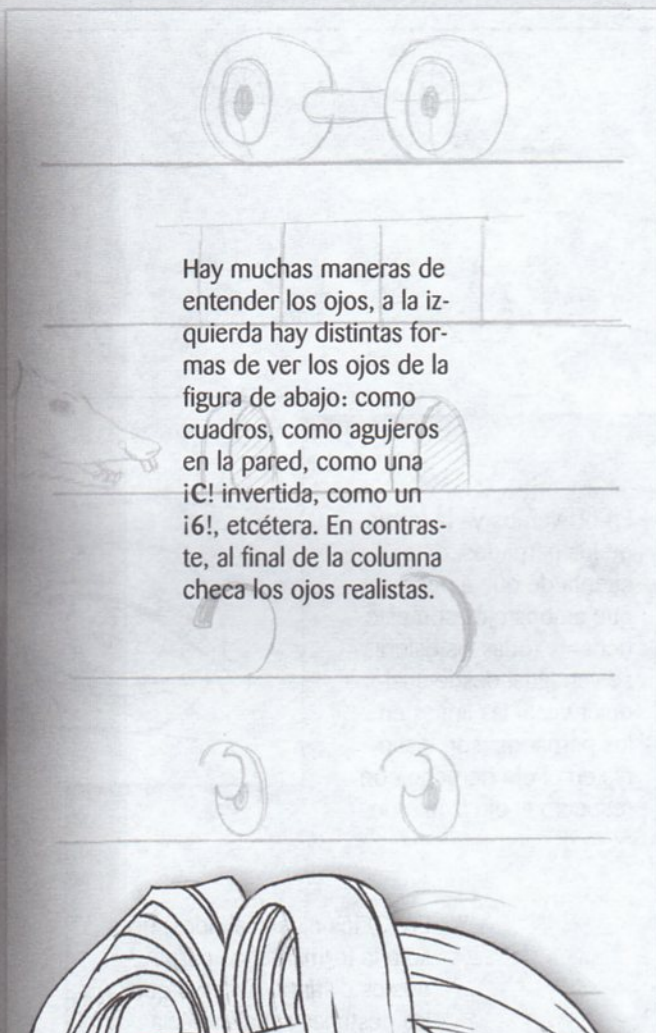 Hay muchas maneras de
entender los ojos, a la iz-
quierda hay distintas for-
mas de ver los ojos de la
figura de abajo: como
cuadros, como agujeros
en la pared, como una
¡C! invertida, como un
¡6!, etcétera. En contras-
te, al final de la columna
checa los ojos realistas.